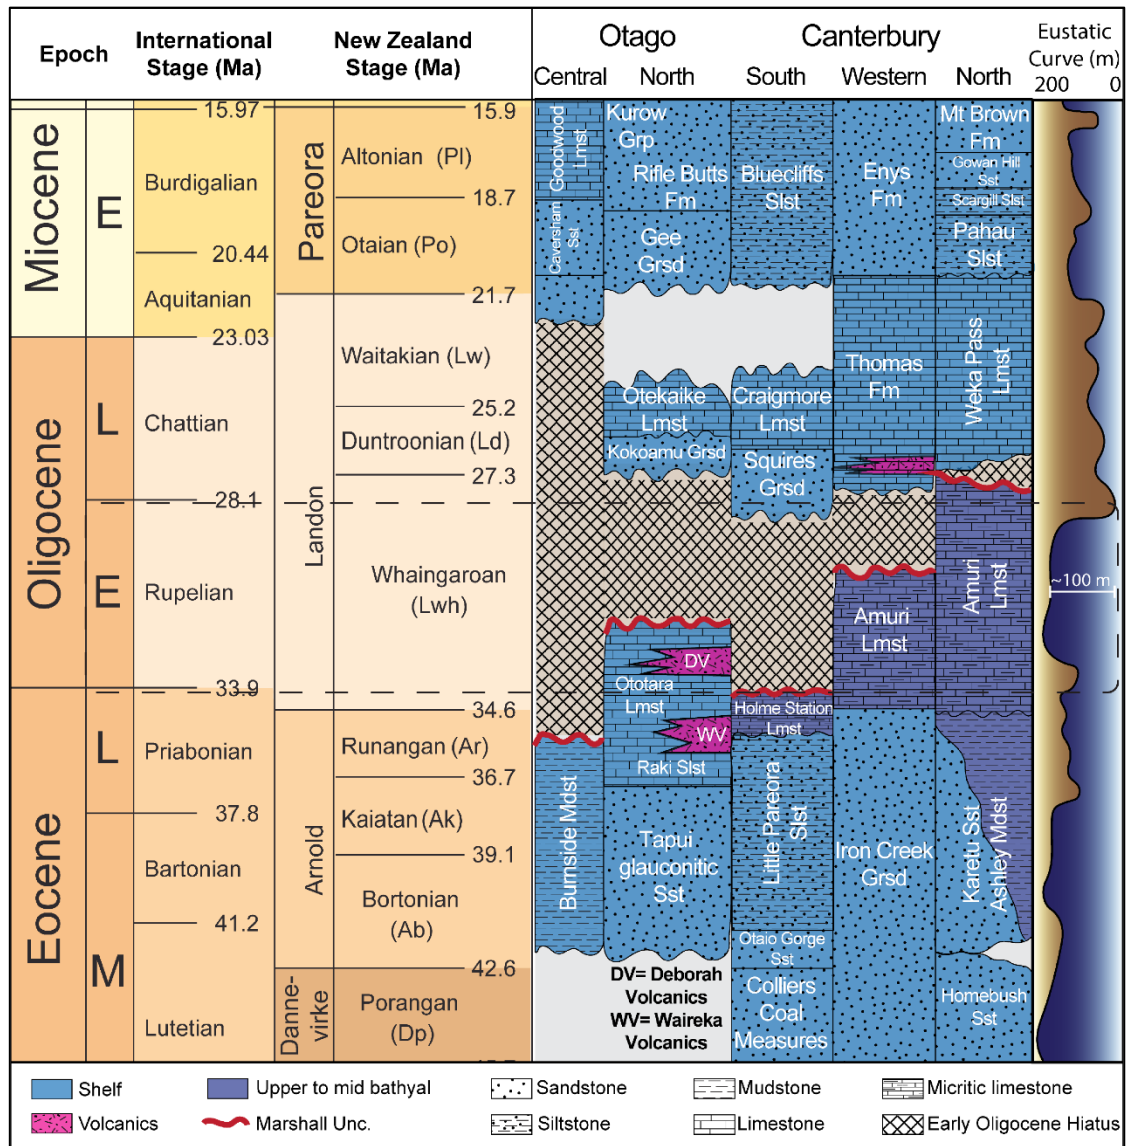 Epoch
International
Stage (Ma)
New Zealand
Stage (Ma)
Otago
Canterbury
Central
North
South
Western
North
Eustatic
Curve (m)
200
0
Miocene
E
15.97
Burdigalian
20.44
Aquitanian
23.03
Oligocene
L
Chattian
28.1
E
Rupelian
33.9
Eocene
L
Priabonian
37.8
Bartonian
41.2
M
Lutetian
Pareora
15.9
Altonian (Pl)
18.7
Otaian (Po)
21.7
Landon
Waitakian (Lw)
25.2
Duntroonian (Ld)
27.3
Whaingaroan
(Lwh)
34.6
Arnold
Runangan (Ar)
36.7
Kaiatan (Ak)
39.1
Bortonian
(Ab)
42.6
Danne-
virke
Porangan
(Dp)
Goodwood
Lmst
Caversham
Sst
Burnside Mdst
Kurow
Grp
Rifle Butts
Fm
Gee
Grsd
Otekaike
Lmst
Kokoamu Grsd
DV
Ototara
Lmst
WV
Raki Slst
Tapui
glauconitic
Sst
DV= Deborah
Volcanics
WV= Waireka
Volcanics
Bluecliffs
Slst
Craigmore
Lmst
Squires
Grsd
Holme Station
Lmst
Little Pareora
Slst
Otaio Gorge
Sst
Colliers
Coal
Measures
Enys
Fm
Thomas
Fm
Amuri
Lmst
Iron Creek
Grsd
Mt Brown
Fm
Gowan Hill
Sst
Scargill Slst
Pahau
Slst
Weka Pass
Lmst
Amuri
Lmst
Karetu Sst
Ashley Mdst
Homebush
Sst
~100 m
Shelf
Upper to mid bathyal
Sandstone
Mudstone
Micritic limestone
Volcanics
Marshall Unc.
Siltstone
Limestone
Early Oligocene Hiatus